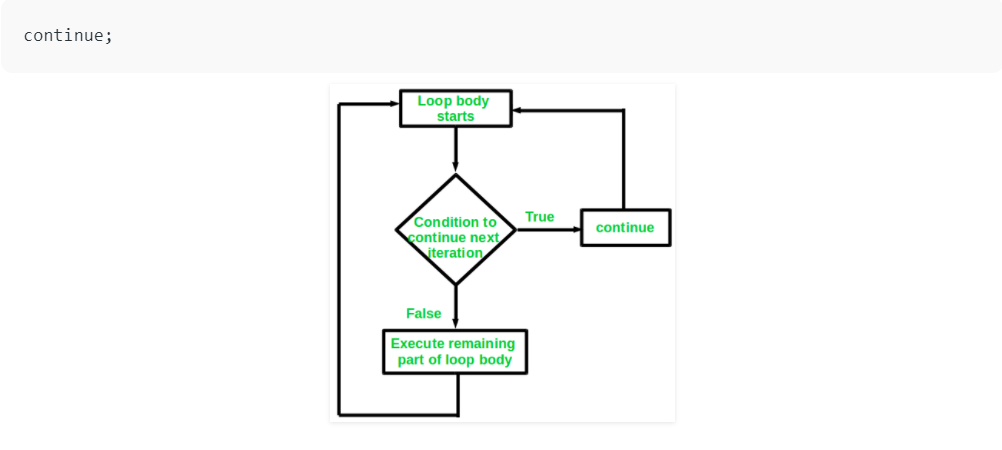 continue;
Loop body
starts
Condition to
continue next
iteration
True
continue
False
Execute remaining
part of loop body